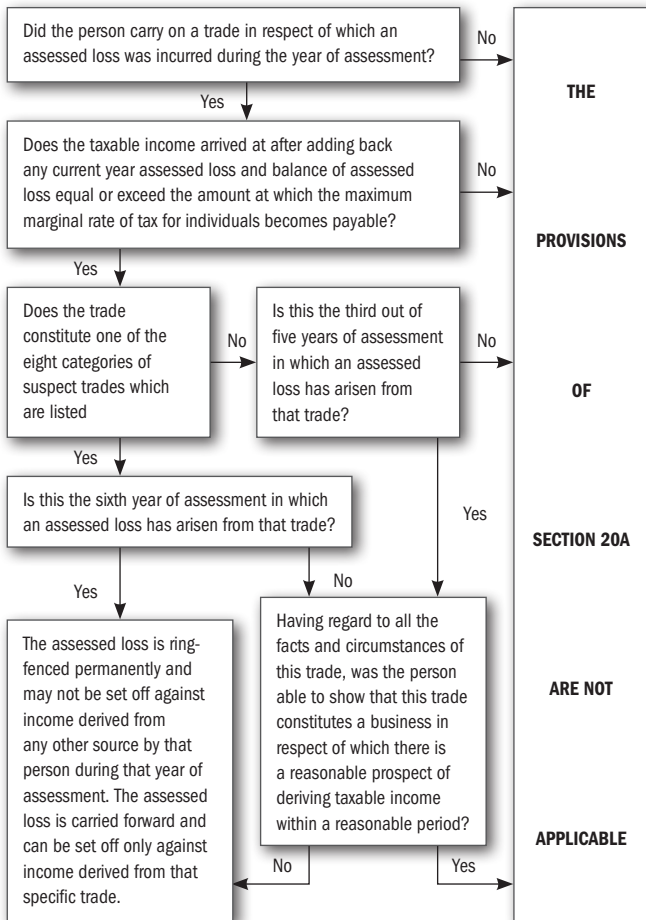 Did the person carry on a trade in respect of which an
assessed loss was incurred during the year of assessment?
No
Yes
Does the taxable income arrived at after adding back
any current year assessed loss and balance of assessed
loss equal or exceed the amount at which the maximum
marginal rate of tax for individuals becomes payable?
No
Yes
Does the trade
constitute one of the
eight categories of
suspect trades which
are listed
No
Is this the third out of
five years of assessment
in which an assessed
loss has arisen from
that trade?
No
Yes
Is this the sixth year of assessment in which
an assessed loss has arisen from that trade?
Yes
No
Yes
The assessed loss is ring-
fenced permanently and
may not be set off against
income derived from
any other source by that
person during that year of
assessment. The assessed
loss is carried forward and
can be set off only against
income derived from that
specific trade.
Having regard to all the
facts and circumstances of
this trade, was the person
able to show that this trade
constitutes a business in
respect of which there is
a reasonable prospect of
deriving taxable income
within a reasonable period?
No
Yes
THE
PROVISIONS
OF
SECTION 20A
ARE NOT
APPLICABLE